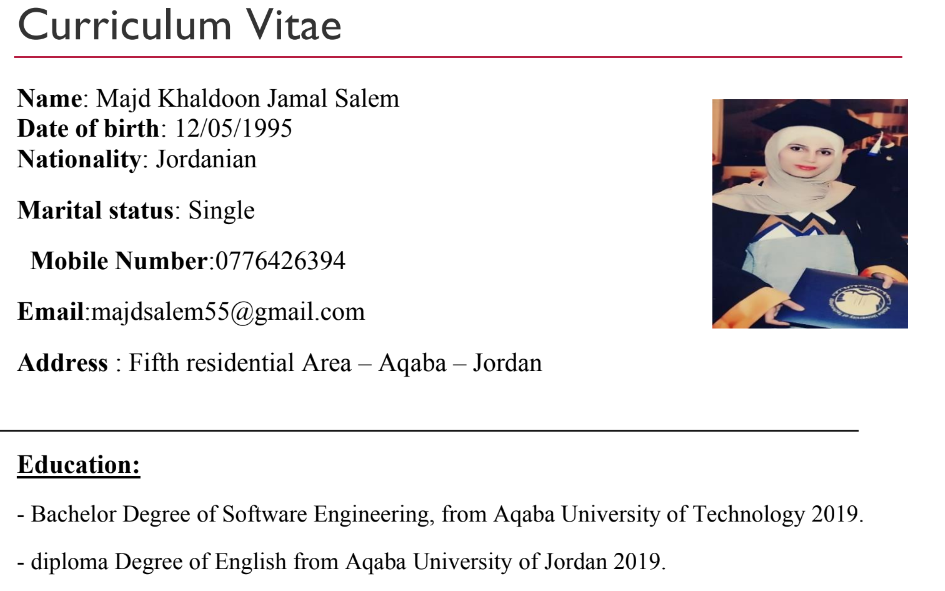 Curriculum Vitae
Name: Majd Khaldoon Jamal Salem
Date of birth: 12/05/1995
Nationality: Jordanian
Marital status: Single
Mobile Number:0776426394
Email:majdsalem55@gmail.com
Address : Fifth residential Area – Aqaba – Jordan
Education:
- Bachelor Degree of Software Engineering, from Aqaba University of Technology 2019.
- diploma Degree of English from Aqaba University of Jordan 2019.